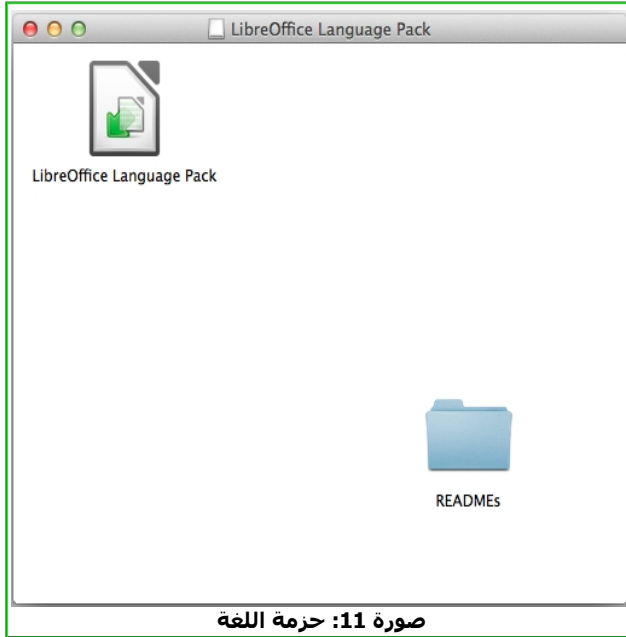 LibreOffice Language Pack
LibreOffice Language Pack
READMEs
صورة 11: حزمة اللغة